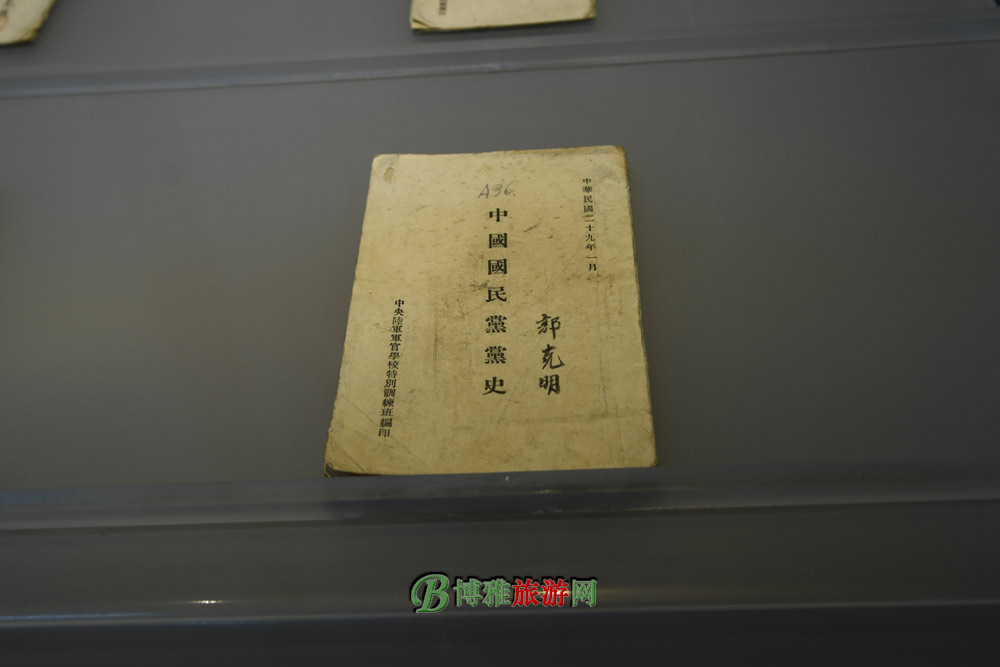 中華民國二十九年一月
郭克明
A36
中國國民黨黨史
中央陸軍軍官學校特別訓練班編印
B博雅旅游网